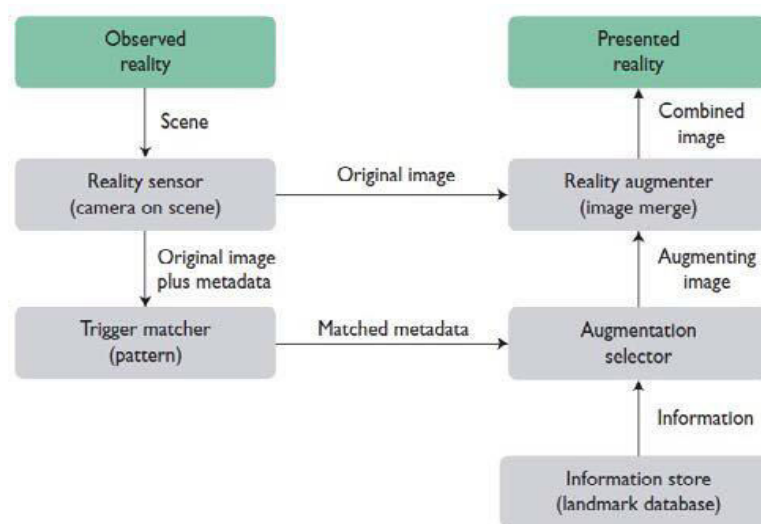 Observed
reality
Presented
reality
Scene
Combined
image
Reality sensor
(camera on scene)
Original image
Reality augmenter
(image merge)
Original image
plus metadata
Augmenting
image
Trigger matcher
(pattern)
Matched metadata
Augmentation
selector
Information
Information store
(landmark database)